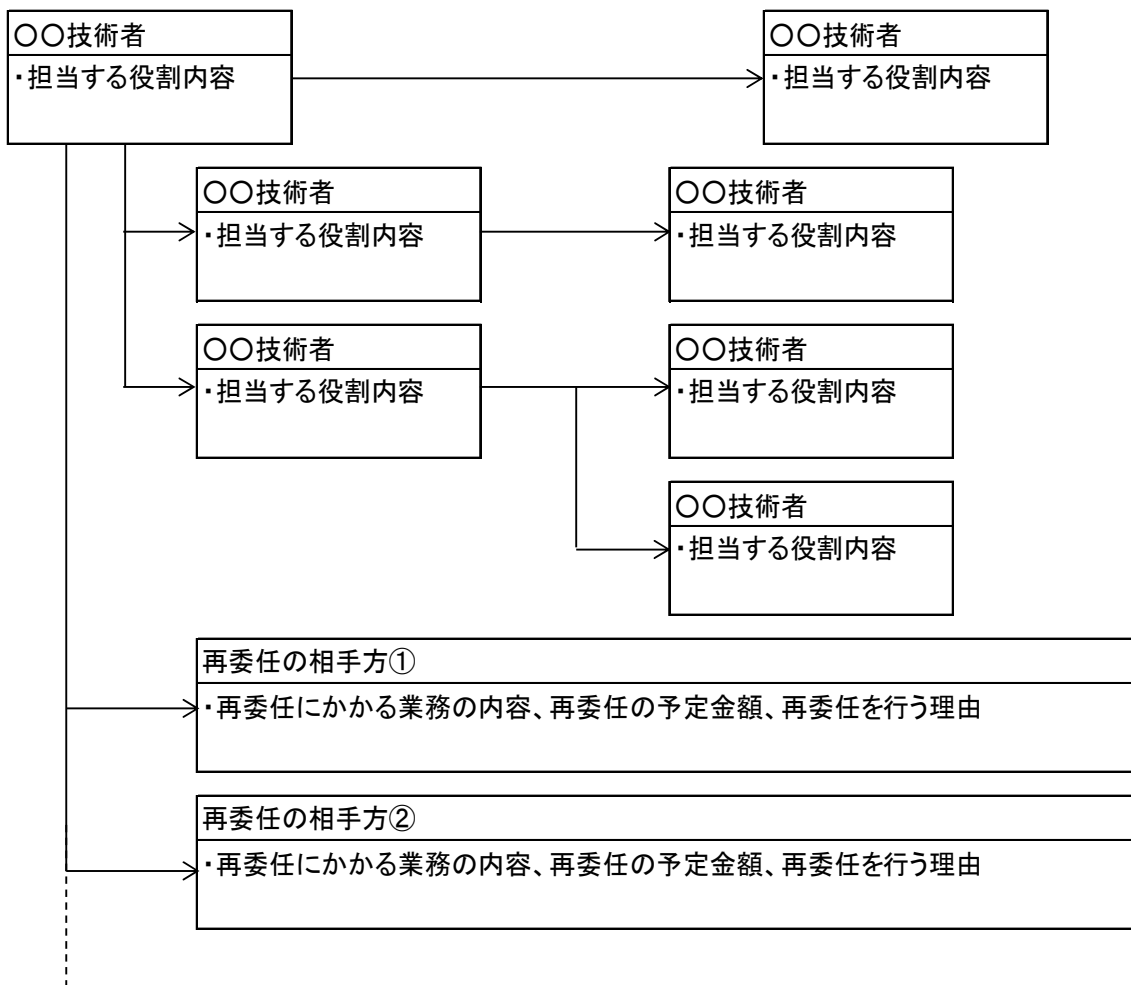 〇〇技術者
・担当する役割内容
〇〇技術者
・担当する役割内容
〇〇技術者
・担当する役割内容
〇〇技術者
・担当する役割内容
〇〇技術者
・担当する役割内容
〇〇技術者
・担当する役割内容
〇〇技術者
・担当する役割内容
再委任の相手方①
・再委任にかかる業務の内容、再委任の予定金額、再委任を行う理由
再委任の相手方②
・再委任にかかる業務の内容、再委任の予定金額、再委任を行う理由